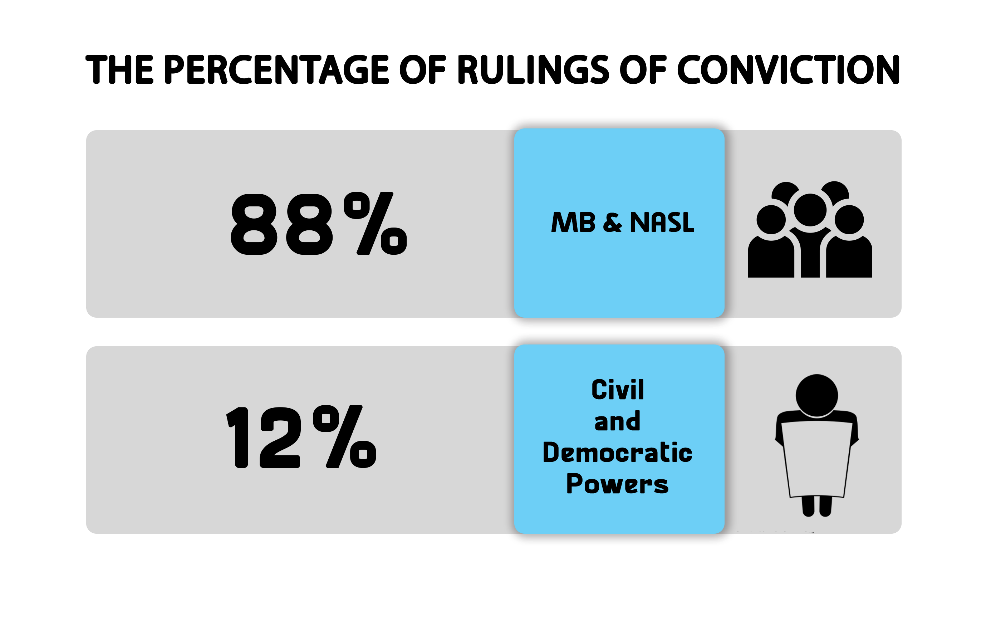 THE PERCENTAGE OF RULINGS OF CONVICTION
88%
MB & NASL
12%
Civil
and
Democratic
Powers